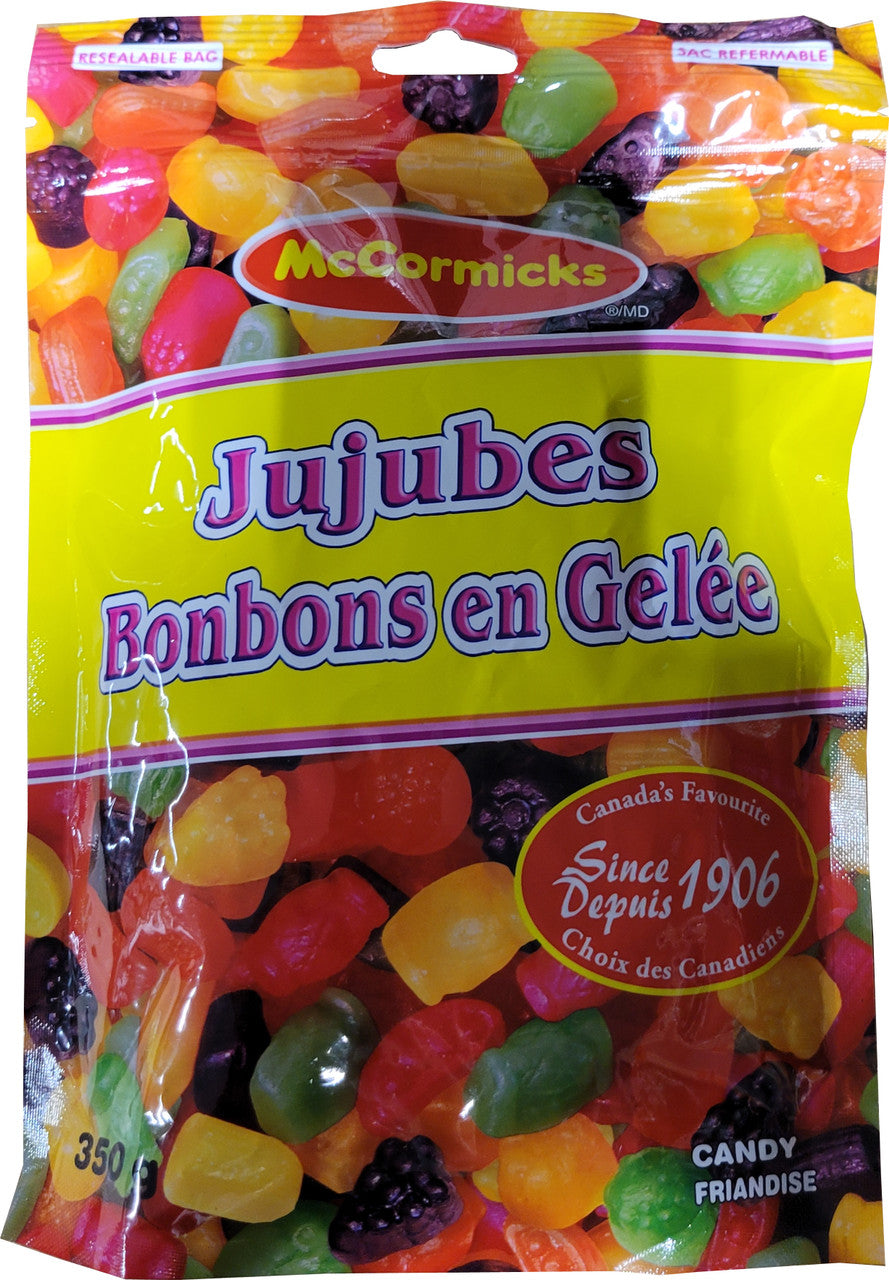 RESEALABLE BAG
SAC REFERMABLE
McCormicks
®/MD
Jujubes
Bonbons en Gelée
Canada's Favourite
Since
Depuis 1906
Choix des Canadiens
350 g
CANDY
FRIANDISE